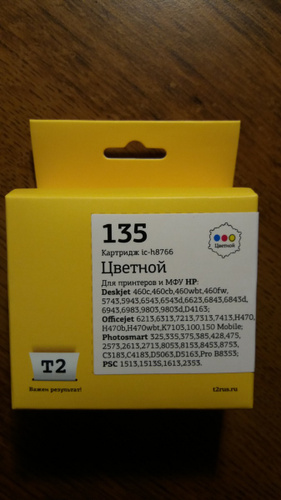 135
Картридж ic-h8766
Цветной
Цветной
Для принтеров и МФУ HP:
Deskjet 460c,460cb,460wbt,460fw,
5743,5943,6543,6543d,6623,6843,6843d,
6943,6983,9803,9803d,D4163;
Officejet 6213,6313,7213,7313,7413,H470,
H470b,H470wbt,K7103,100,150 Mobile;
Photosmart 325,335,375,385,428,475,
2573,2613,2713,8053,8153,8453,8753,
C3183,C4183,D5063,D5163,Pro B8353;
PSC 1513,1513S,1613,2353.
T2
Важен результат!
t2rus.ru